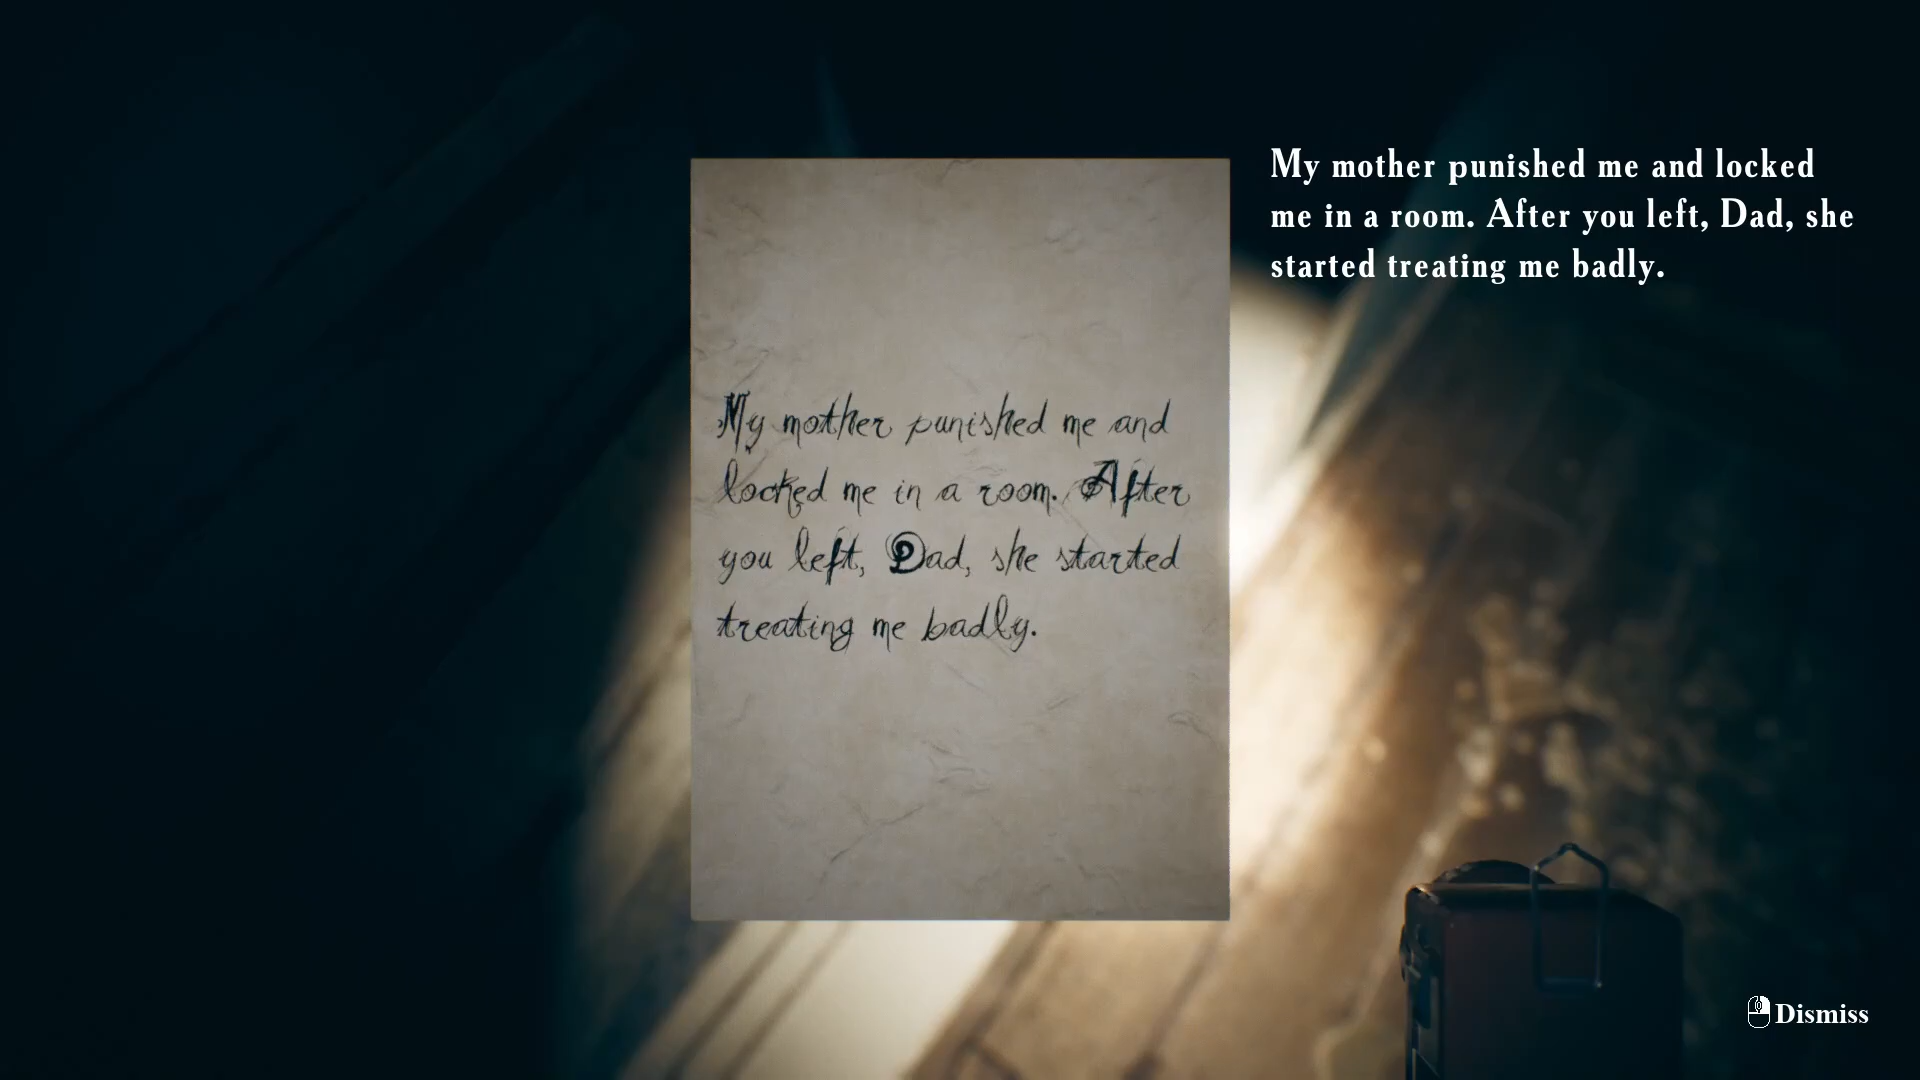 My mother punished me and locked
me in a room. After you left, Dad, she
started treating me badly.
My mother punished me and
locked me in a room. After
you left, Dad, she started
treating me badly.
Dismiss